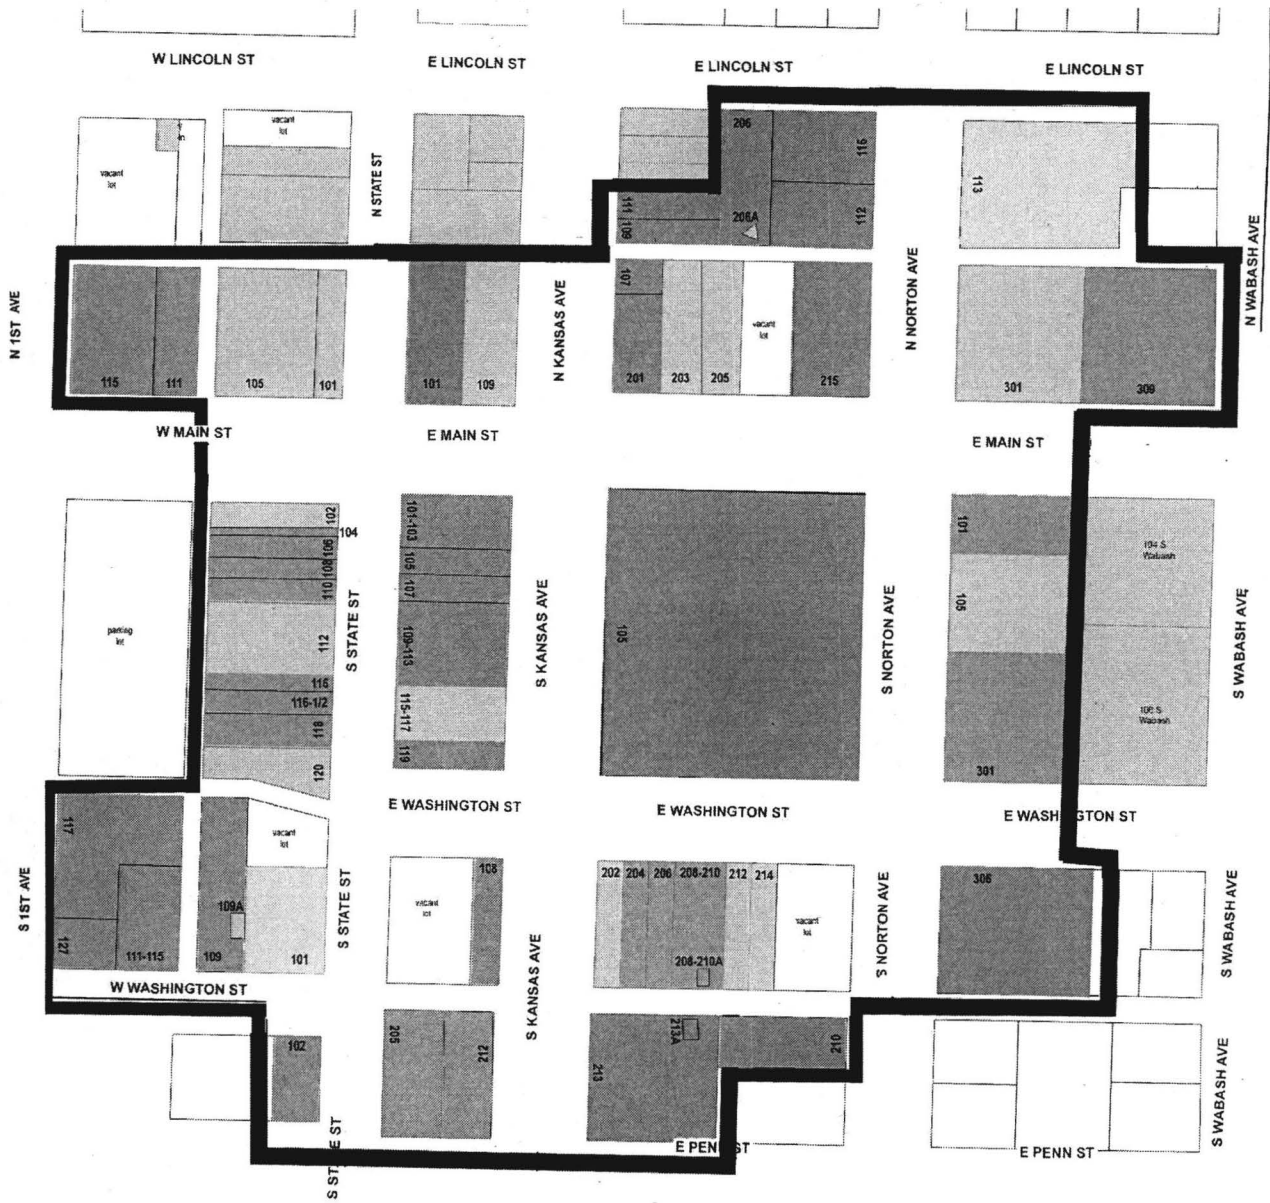 W LINCOLN ST
E LINCOLN ST
E LINCOLN ST
E LINCOLN ST
vacant
lot
206
116
vacant
lot
N STATE ST
113
111
206A
112
109
N WABASH AVE
N 1ST AVE
N KANSAS AVE
107
vacant
lot
N NORTON AVE
115
111
105
101
101
109
201
203
205
215
301
309
W MAIN ST
E MAIN ST
E MAIN ST
102
101-103
101
104
106
105
104 S
Wabash
108
110
107
105
parking
lot
112
S STATE ST
109-113
S KANSAS AVE
105
S NORTON AVE
S WABASH AVE
116
116-1/2
115-117
106 S
Wabash
118
119
120
301
E WASHINGTON ST
E WASHINGTON ST
E WASHINGTON ST
117
vacant
lot
108
202
204
206
208-210
212
214
306
S 1ST AVE
109A
S STATE ST
vacant
lot
vacant
lot
S NORTON AVE
S WABASH AVE
127
111-115
109
101
208-210A
W WASHINGTON ST
S KANSAS AVE
102
205
212
213A
210
213
S WABASH AVE
S STATE ST
E PENN ST
E PENN ST